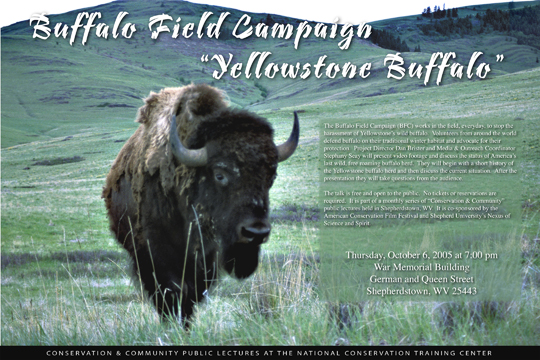 Buffalo Field Campaign
“Yellowstone Buffalo”
The Buffalo Field Campaign (BFC) works in the field, everyday, to stop the
harassment of Yellowstone's wild buffalo. Volunteers from around the world
defend buffalo on their traditional winter habitat and advocate for their
protection. Project Director Dan Brister and Media & Outreach Coordinator
Stephany Seay will present video footage and discuss the status of America's
last wild, free roaming buffalo herd. They will begin with a short history of
the Yellowstone buffalo herd and then discuss the current situation. After the
presentation they will take questions from the audience.
The talk is free and open to the public. No tickets or reservations are
required. It is part of a monthly series of "Conservation & Community"
public lectures held in Shepherdstown, WV. It is co-sponsored by the
American Conservation Film Festival and Shepherd University's Nexus of
Science and Spirit.
Thursday, October 6, 2005 at 7:00 pm
War Memorial Building
German and Queen Street
Shepherdstown, WV 25443
CONSERVATION & COMMUNITY PUBLIC LECTURES AT THE NATIONAL CONSERVATION TRAINING CENTER